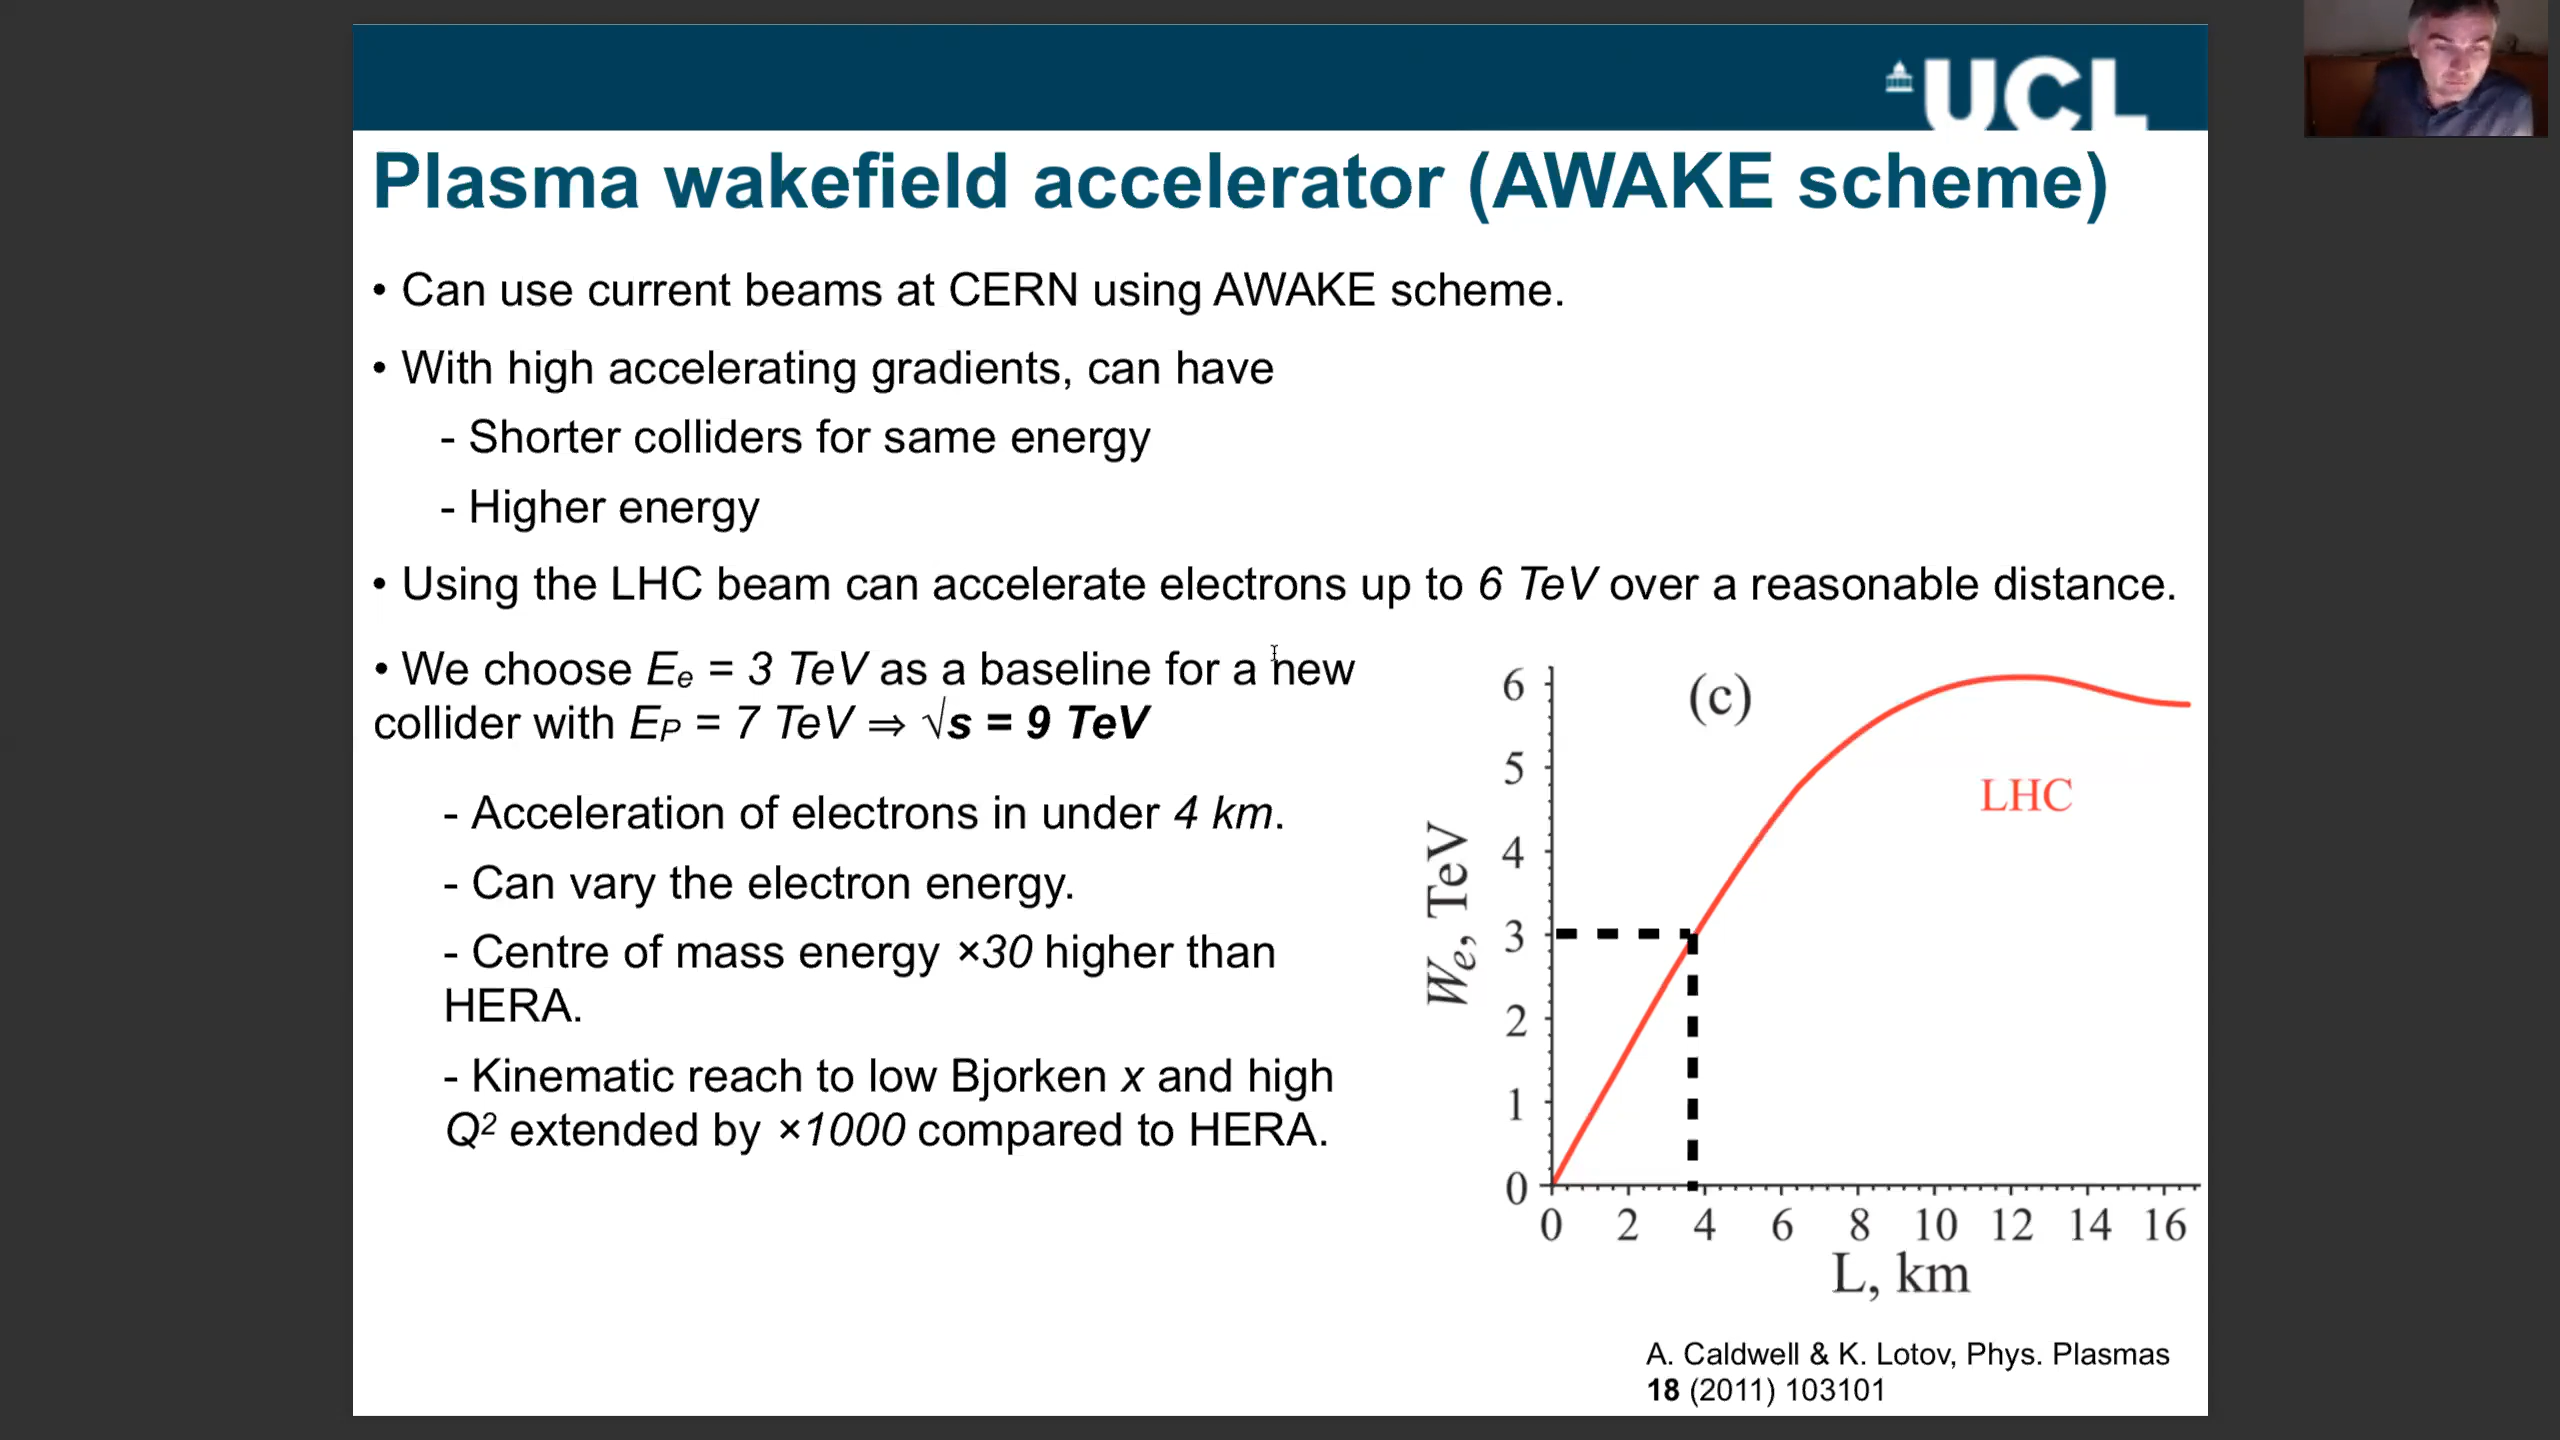 UCL
Plasma wakefield accelerator (AWAKE scheme)
• Can use current beams at CERN using AWAKE scheme.
• With high accelerating gradients, can have
- Shorter colliders for same energy
- Higher energy
• Using the LHC beam can accelerate electrons up to 6 TeV over a reasonable distance.
• We choose Ee = 3 TeV as a baseline for a new
collider with EP = 7 TeV ⇒ √s = 9 TeV
- Acceleration of electrons in under 4 km.
- Can vary the electron energy.
- Centre of mass energy ×30 higher than
HERA.
- Kinematic reach to low Bjorken x and high
Q² extended by ×1000 compared to HERA.
(c)
LHC
We, TeV
6
5
4
3
2
1
0
0 2 4 6 8 10 12 14 16
L, km
A. Caldwell & K. Lotov, Phys. Plasmas
18 (2011) 103101